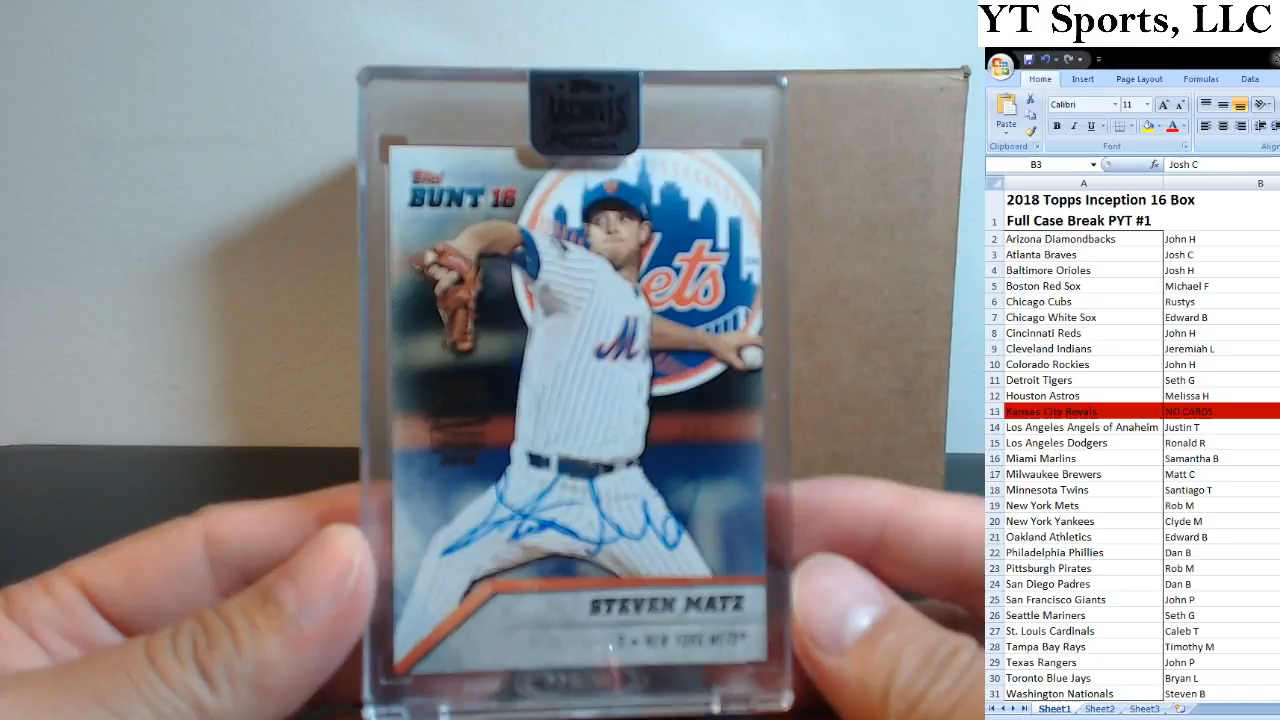 YT Sports, LLC
Home Insert Page Layout Formulas Data
Paste
Calibri 11
B I U
Clipboard Font
B3 fx Josh C
A B
1 2018 Topps Inception 16 Box
Full Case Break PYT #1
2 Arizona Diamondbacks John H
3 Atlanta Braves Josh C
4 Baltimore Orioles Josh H
5 Boston Red Sox Michael F
6 Chicago Cubs Rustys
7 Chicago White Sox Edward B
8 Cincinnati Reds John H
9 Cleveland Indians Jeremiah L
10 Colorado Rockies John H
11 Detroit Tigers Seth G
12 Houston Astros Melissa H
13 Kansas City Royals NO CARDS
14 Los Angeles Angels of Anaheim Justin T
15 Los Angeles Dodgers Ronald R
16 Miami Marlins Samantha B
17 Milwaukee Brewers Matt C
18 Minnesota Twins Santiago T
19 New York Mets Rob M
20 New York Yankees Clyde M
21 Oakland Athletics Edward B
22 Philadelphia Phillies Dan B
23 Pittsburgh Pirates Rob M
24 San Diego Padres Dan B
25 San Francisco Giants John P
26 Seattle Mariners Seth G
27 St. Louis Cardinals Caleb T
28 Tampa Bay Rays Timothy M
29 Texas Rangers John P
30 Toronto Blue Jays Bryan L
31 Washington Nationals Steven B
Sheet1 Sheet2 Sheet3
Topps
ARCHIVES
Topps
BUNT 16
Mets
M
STEVEN MATZ
NEW YORK METS